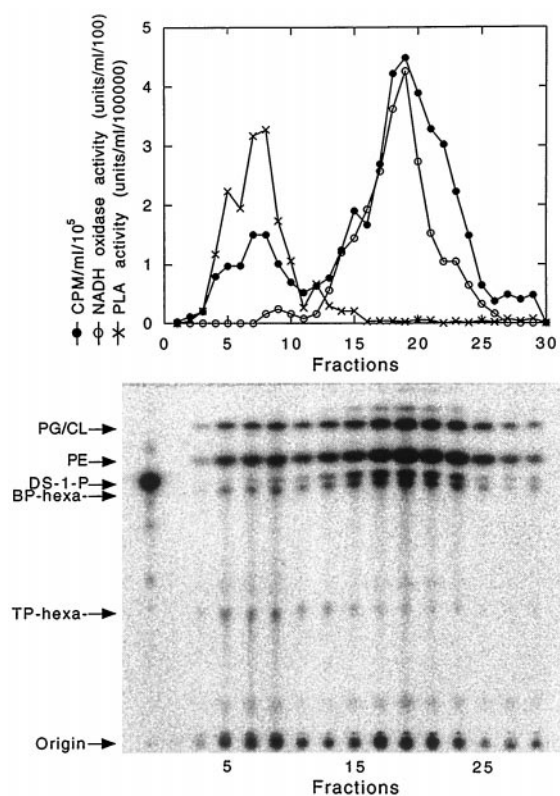 CPM/ml/10⁵
NADH oxidase activity (units/ml/100)
PLA activity (units/ml/100000)
5
4
3
2
1
0
0 5 10 15 20 25 30
Fractions
PG/CL
PE
DS-1-P
BP-hexa-
TP-hexa-
Origin
5 15 25
Fractions